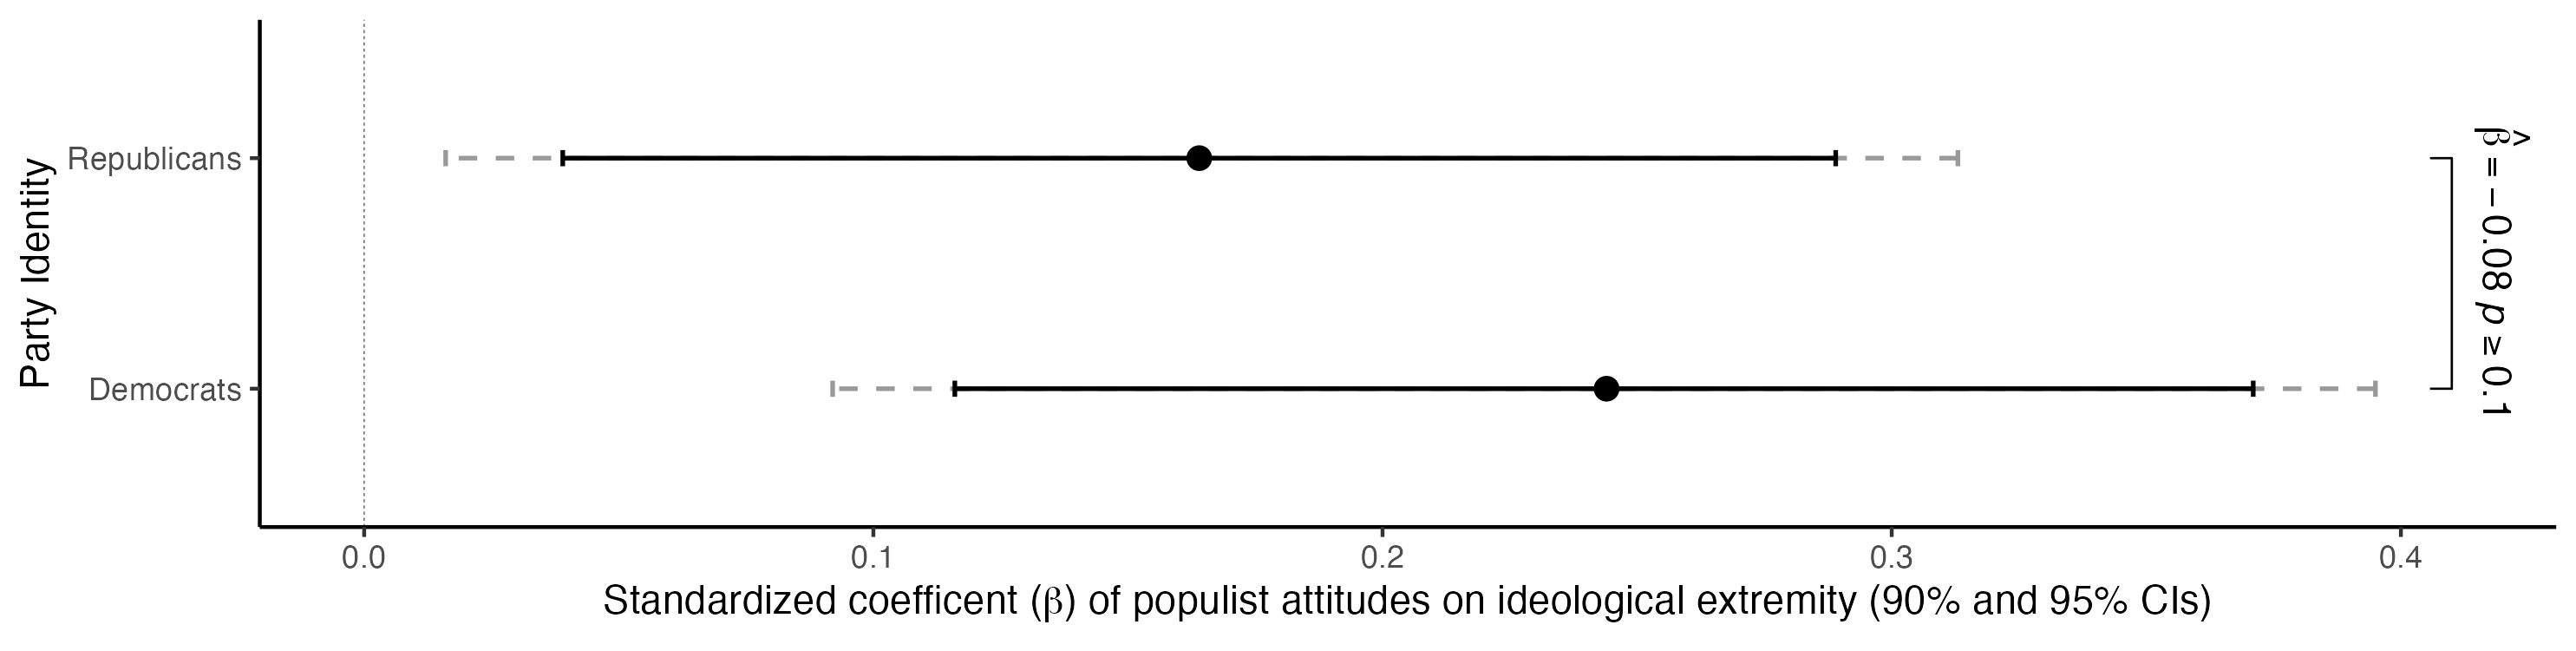 Party Identity
Republicans
Democrats
0.0 0.1 0.2 0.3 0.4
Standardized coefficent (β) of populist attitudes on ideological extremity (90% and 95% CIs)
β̂ = −0.08 p ≥ 0.1